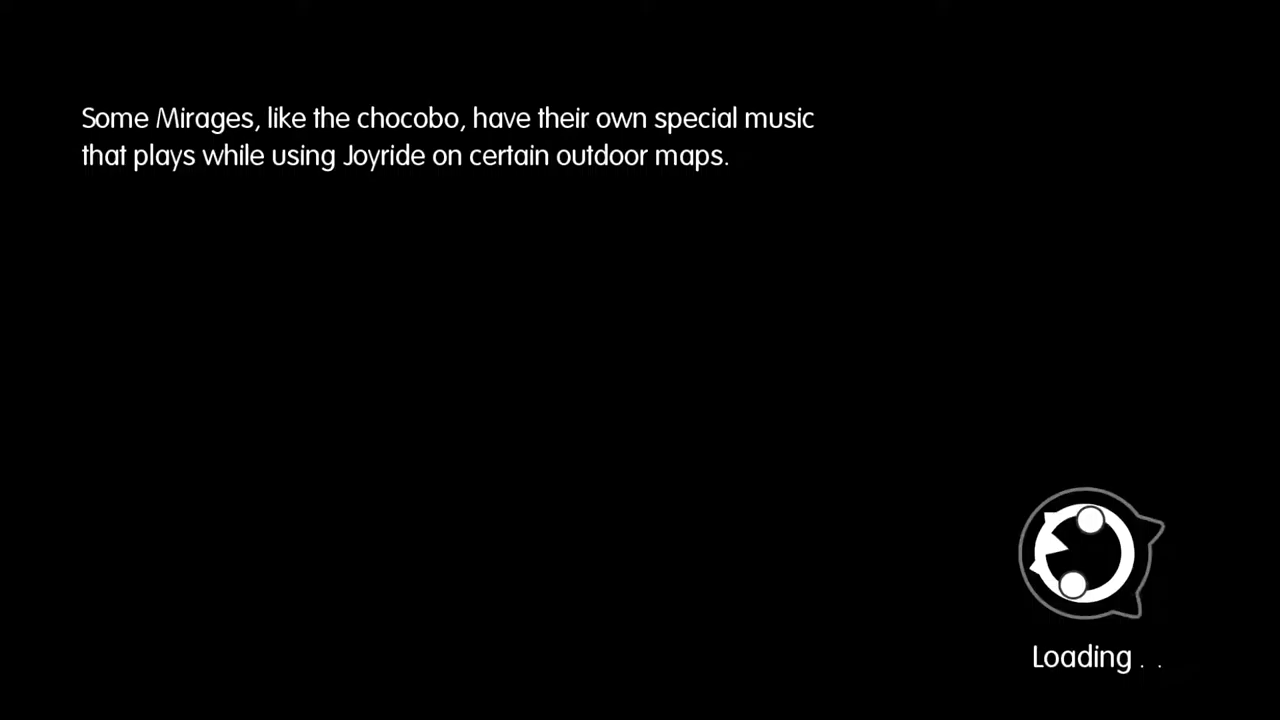 Some Mirages, like the chocobo, have their own special music
that plays while using Joyride on certain outdoor maps.
Loading . .